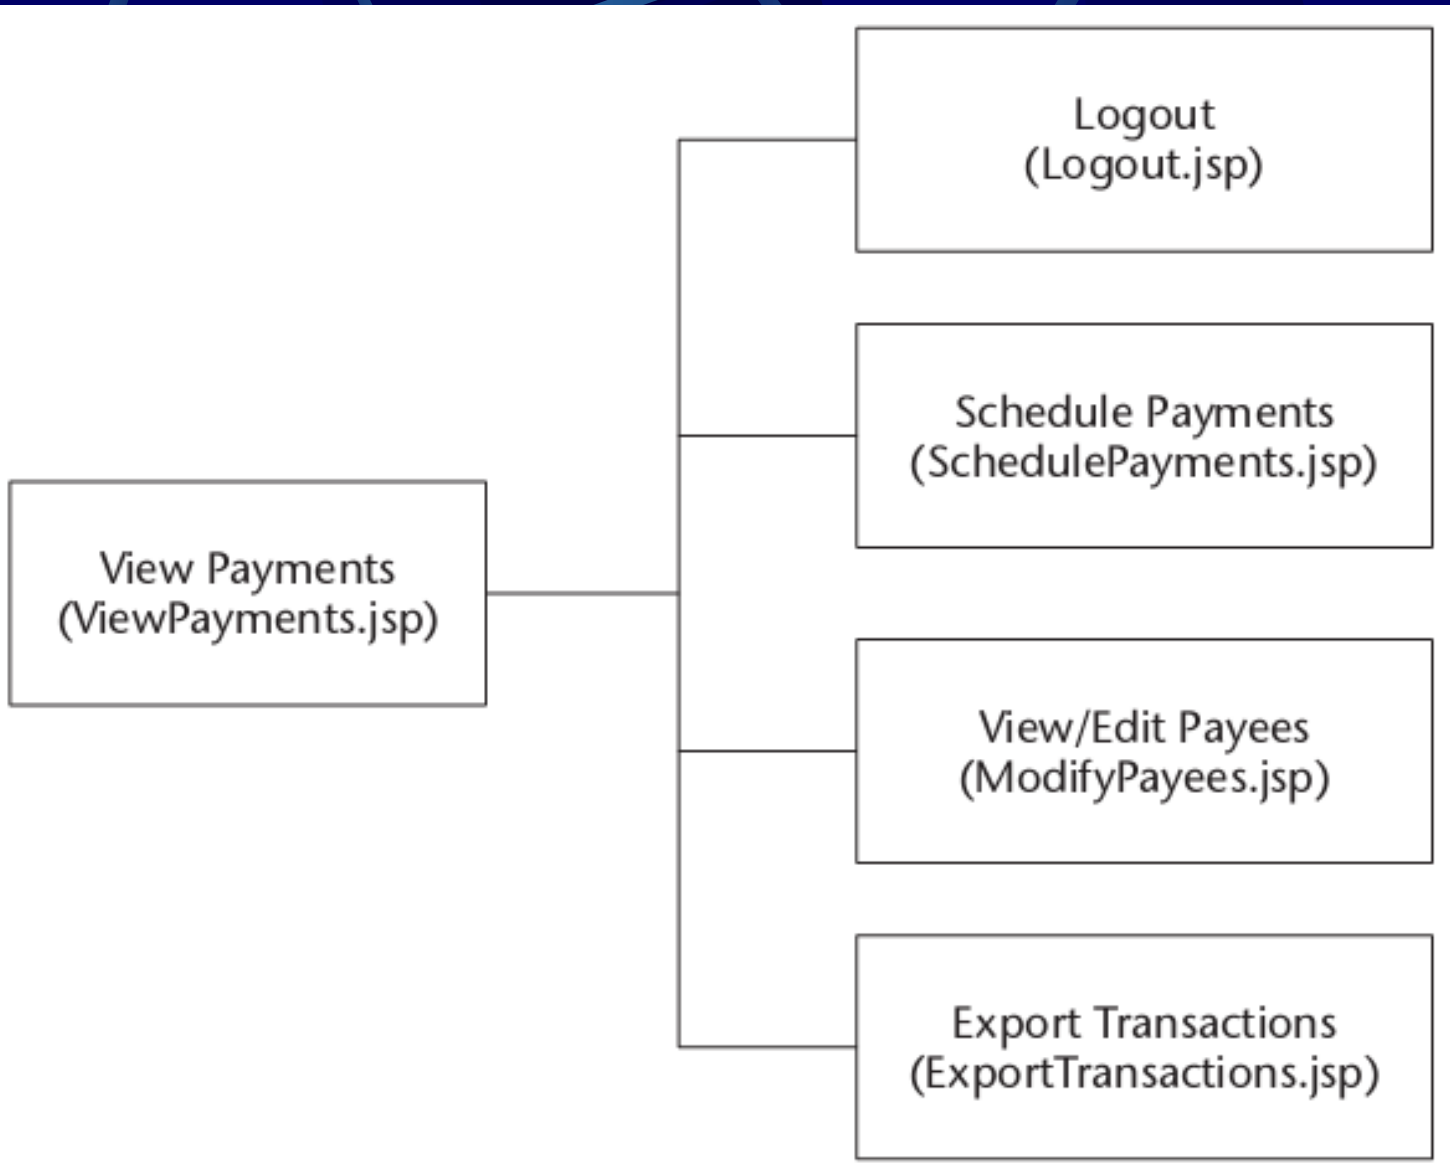 Logout
(Logout.jsp)
Schedule Payments
(SchedulePayments.jsp)
View Payments
(ViewPayments.jsp)
View/Edit Payees
(ModifyPayees.jsp)
Export Transactions
(ExportTransactions.jsp)